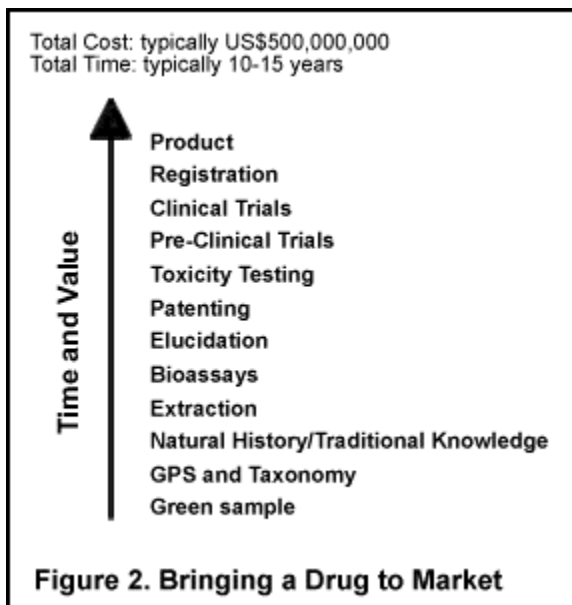 Total Cost: typically US$500,000,000
Total Time: typically 10-15 years
Time and Value
Product
Registration
Clinical Trials
Pre-Clinical Trials
Toxicity Testing
Patenting
Elucidation
Bioassays
Extraction
Natural History/Traditional Knowledge
GPS and Taxonomy
Green sample
Figure 2. Bringing a Drug to Market